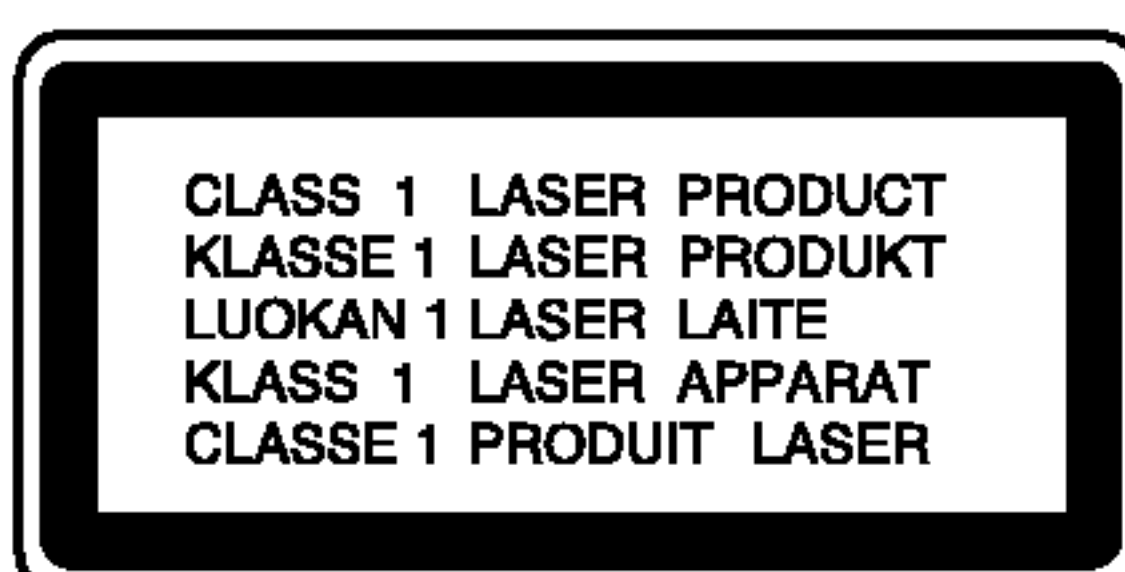 CLASS 1 LASER PRODUCT
KLASSE 1 LASER PRODUKT
LUOKAN 1 LASER LAITE
KLASS 1 LASER APPARAT
CLASSE 1 PRODUIT LASER